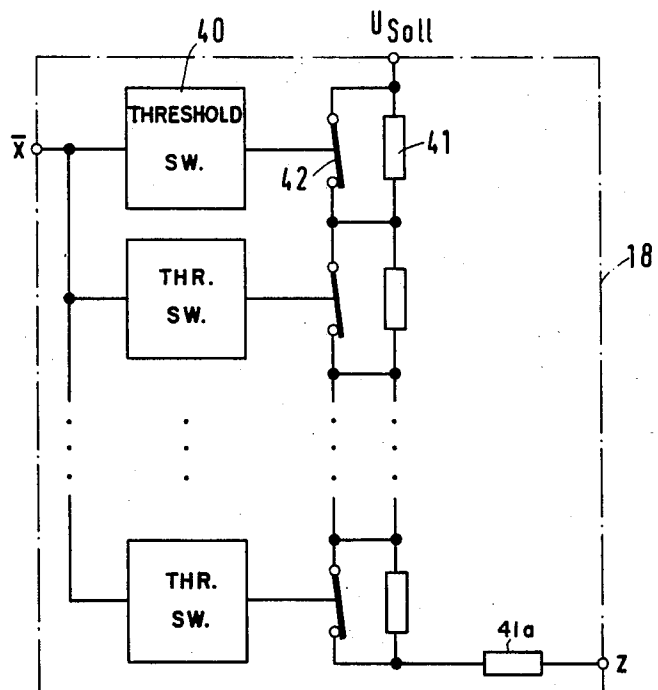 40
U Soll
THRESHOLD
SW.
x̅
42
41
THR.
SW.
18
THR.
SW.
41a
Z